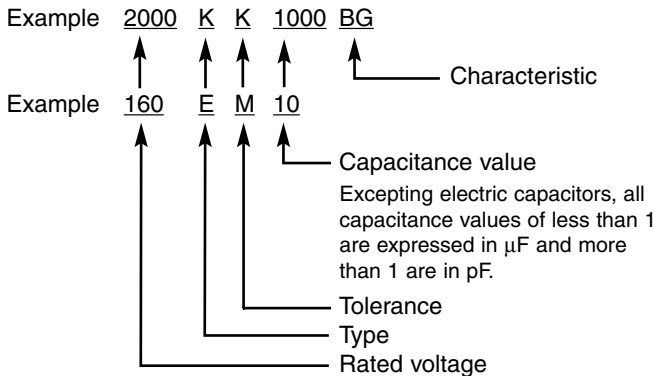 Example 2000 K K 1000 BG
Characteristic
Example 160 E M 10
Capacitance value
Excepting electric capacitors, all
capacitance values of less than 1
are expressed in µF and more
than 1 are in pF.
Tolerance
Type
Rated voltage